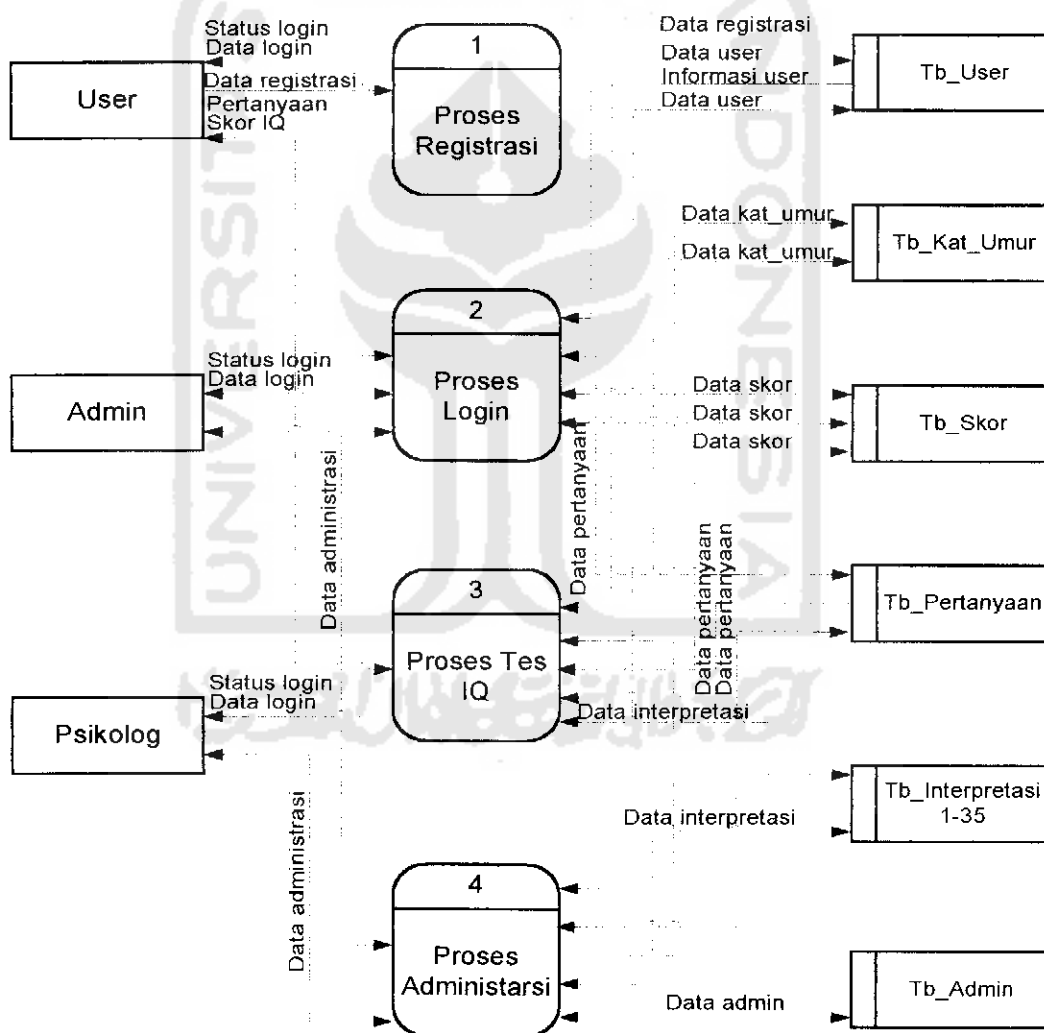 Status login
Data login
User
Data registrasi
Pertanyaan
Skor IQ
1
Proses
Registrasi
Data registrasi
Data user
Informasi user
Data user
Tb_User
Data kat_umur
Data kat_umur
Tb_Kat_Umur
2
Proses
Login
Status login
Data login
Admin
Data skor
Data skor
Data skor
Tb_Skor
Data administrasi
Data pertanyaan
3
Proses Tes
IQ
Data pertanyaan
Data pertanyaan
Tb_Pertanyaan
Status login
Data login
Psikolog
Data interpretasi
Tb_Interpretasi
1-35
Data interpretasi
Data administrasi
4
Proses
Administarsi
Data admin
Tb_Admin
UNIVERSITAS
INDONESIA